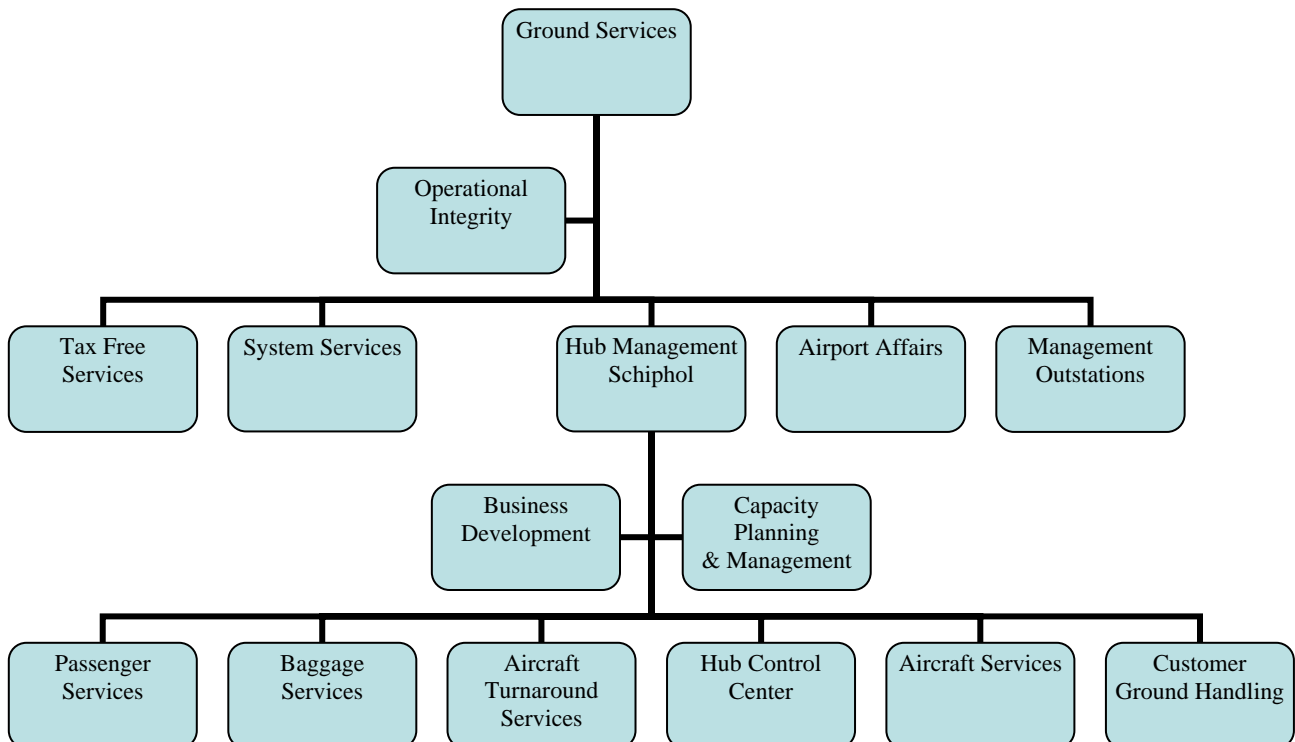 Ground Services
Operational
Integrity
Tax Free
Services
System Services
Hub Management
Schiphol
Airport Affairs
Management
Outstations
Business
Development
Capacity
Planning
& Management
Passenger
Services
Baggage
Services
Aircraft
Turnaround
Services
Hub Control
Center
Aircraft Services
Customer
Ground Handling